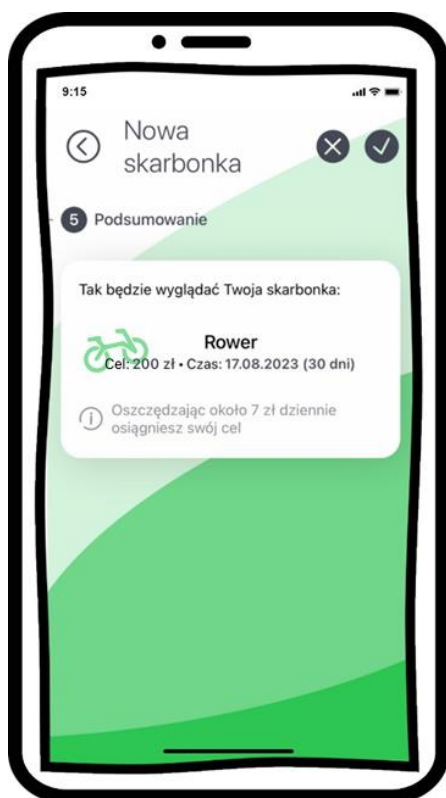 9:15
Nowa
skarbonka
5 Podsumowanie
Tak będzie wyglądać Twoja skarbonka:
Rower
Cel: 200 zł • Czas: 17.08.2023 (30 dni)
Oszczędzając około 7 zł dziennie
osiągniesz swój cel